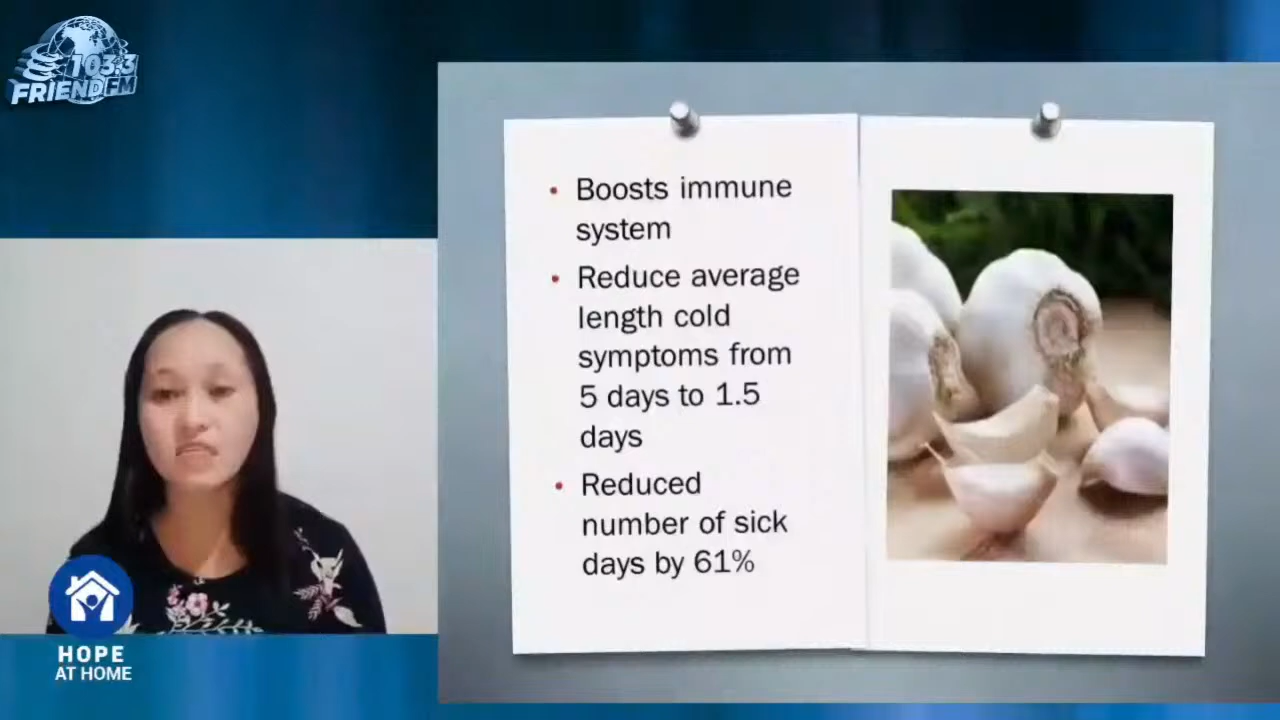 103.3
FRIEND FM
• Boosts immune
system
• Reduce average
length cold
symptoms from
5 days to 1.5
days
• Reduced
number of sick
days by 61%
HOPE
AT HOME